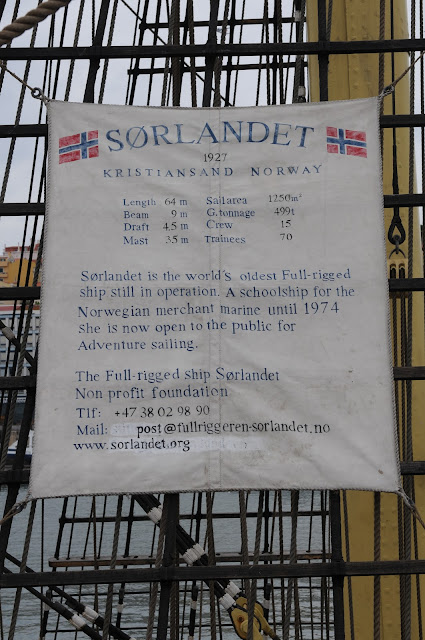 SØRLANDET
1927
KRISTIANSAND NORWAY
Length 64 m Sailarea 1250m²
Beam 9 m G.tonnage 499t
Draft 4.5 m Crew 15
Mast 35 m Trainees 70
Sørlandet is the world's oldest Full-rigged
ship still in operation. A schoolship for the
Norwegian merchant marine until 1974
She is now open to the public for
Adventure sailing.
The Full-rigged ship Sørlandet
Non profit foundation
Tlf: +47 38 02 98 90
Mail: post@fullriggeren-sorlandet.no
www.sorlandet.org